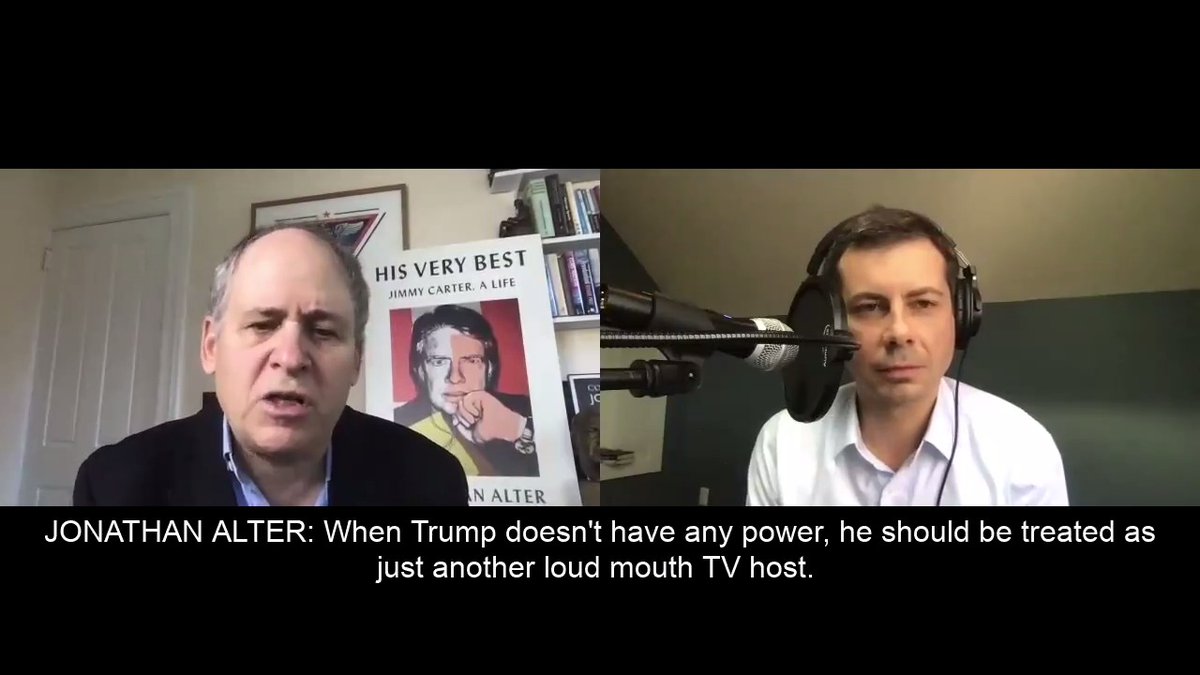 HIS VERY BEST
JIMMY CARTER, A LIFE
AN ALTER
JONATHAN ALTER: When Trump doesn't have any power, he should be treated as
just another loud mouth TV host.